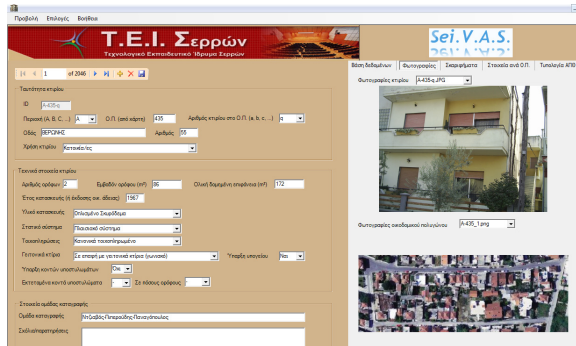 Προβολή Επιλογές Βοήθεια
Τ.Ε.Ι. Σερρών
Τεχνολογικό Εκπαιδευτικό Ίδρυμα Σερρών
Sei.V.A.S.
1 of 2046
Βάση δεδομένων Φωτογραφίες Σκαριφήματα Στοιχεία ανά Ο.Π. Τυπολογία ΑΠΘ
Ταυτότητα κτιρίου
Φωτογραφίες κτιρίου A-435-q.JPG
ID A-435-q
Περιοχή (A, B, C, ...) A Ο.Π. (από χάρτη) 435 Αριθμός κτιρίου στο Ο.Π. (a, b, c, ...) q
Οδός ΒΕΡΩΝΗΣ Αριθμός 55
Χρήση κτιρίου Κατοικία/ες
Τεχνικά στοιχεία κτιρίου
Αριθμός ορόφων 2 Εμβαδόν ορόφου (m²) 86 Ολική δομημένη επιφάνεια (m²) 172
Έτος κατασκευής (ή έκδοσης οικ. άδειας) 1967
Υλικό κατασκευής Οπλισμένο Σκυρόδεμα
Στατικό σύστημα Πλαισιακό σύστημα
Φωτογραφίες οικοδομικού πολυγώνου A-435_1.png
Τοιχοπληρώσεις Κανονικά τοιχοπληρωμένο
Γειτονικά κτίρια Σε επαφή με γειτονικά κτίρια (γωνιακό) Ύπαρξη υπογείου Ναι
Ύπαρξη κοντών υποστυλωμάτων Όχι
Εκτεταμένα κοντά υποστυλώματα - Σε πόσους ορόφους -
Στοιχεία ομάδας καταγραφής
Ομάδα καταγραφής Ντζιαβός-Πιπερούδης-Παναγόπουλος
Σχόλια/παρατηρήσεις